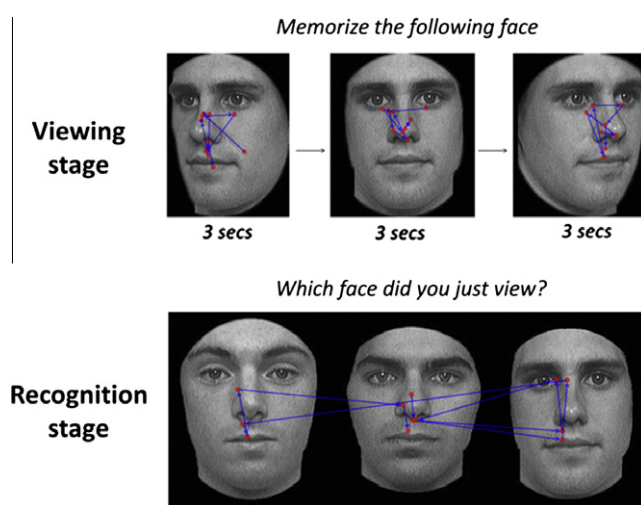 Memorize the following face
Viewing
stage
3 secs
3 secs
3 secs
Which face did you just view?
Recognition
stage